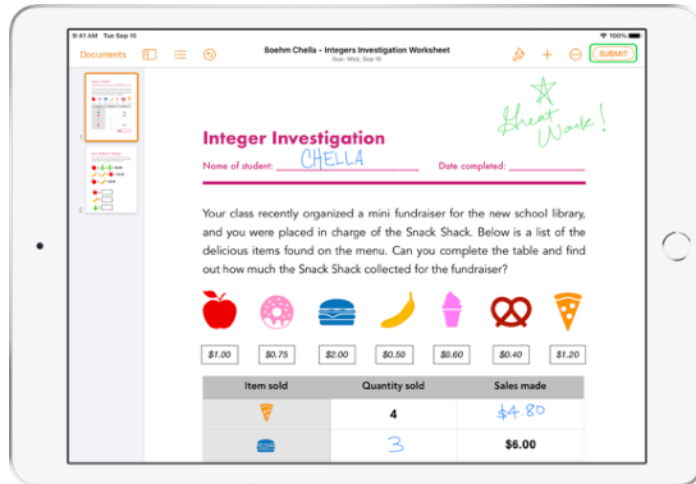 9:41 AM Tue Sep 15
100%
Documents
Boehm Chella - Integers Investigation Worksheet
Due: Wed, Sep 16
SUBMIT
Great
Work!
Integer Investigation
Name of student: CHELLA Date completed:
Your class recently organized a mini fundraiser for the new school library,
and you were placed in charge of the Snack Shack. Below is a list of the
delicious items found on the menu. Can you complete the table and find
out how much the Snack Shack collected for the fundraiser?
$1.00 $0.75 $2.00 $0.50 $0.60 $0.40 $1.20
Item sold Quantity sold Sales made
4 $4.80
3 $6.00
1
2